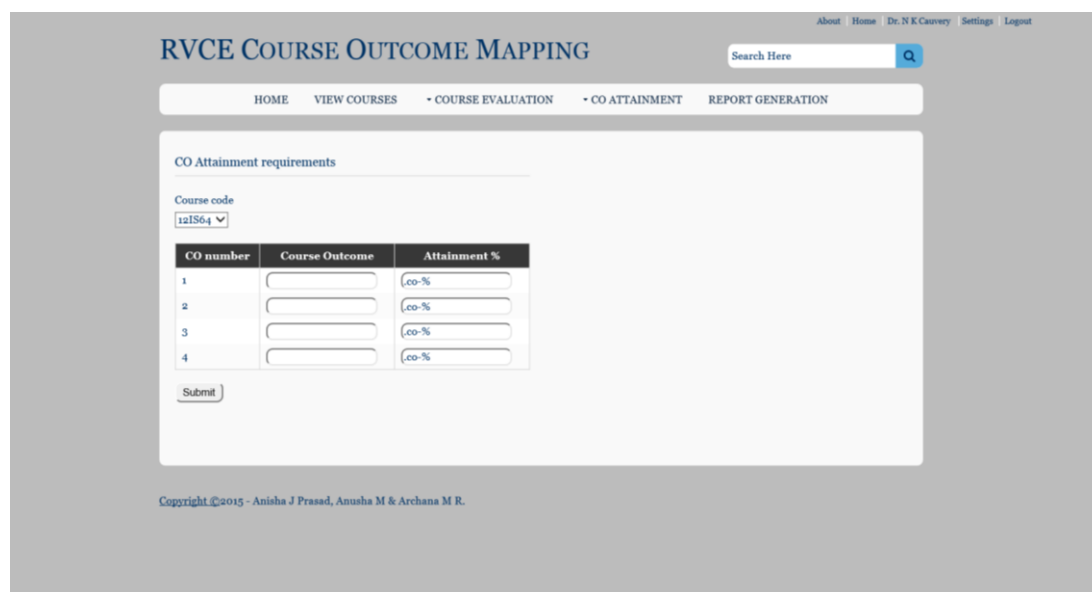 About Home Dr. N K Cauvery Settings Logout
RVCE COURSE OUTCOME MAPPING
Search Here
HOME VIEW COURSES COURSE EVALUATION CO ATTAINMENT REPORT GENERATION
CO Attainment requirements
Course code
12IS64
CO number Course Outcome Attainment %
1 .co-%
2 .co-%
3 .co-%
4 .co-%
Submit
Copyright ©2015 - Anisha J Prasad, Anusha M & Archana M R.